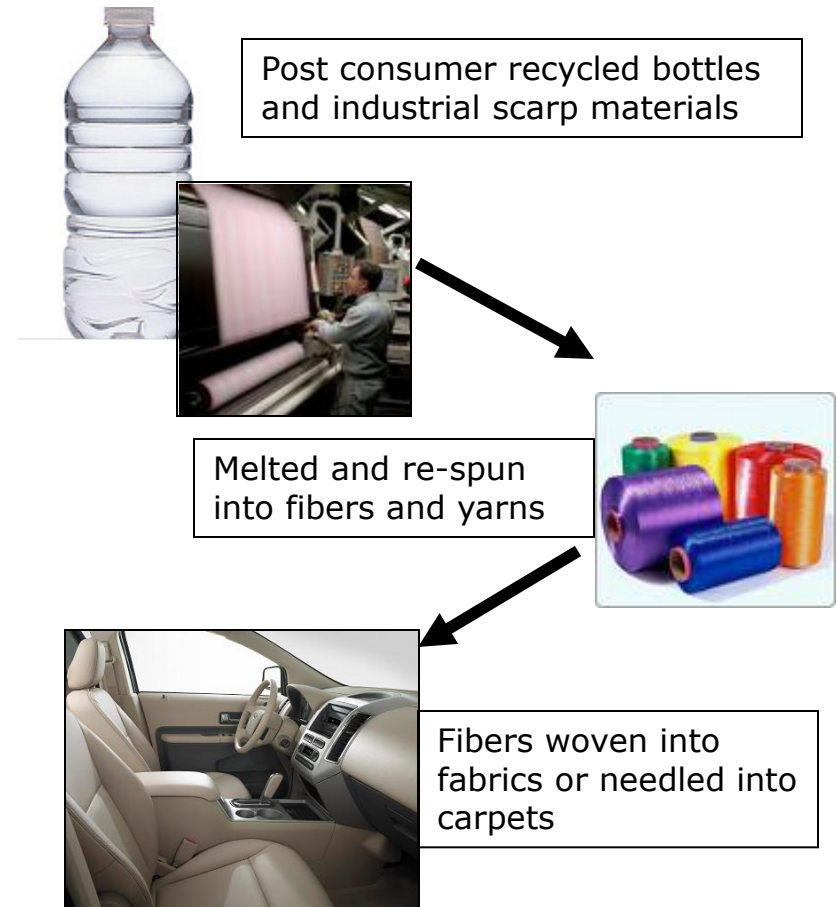 Post consumer recycled bottles
and industrial scarp materials
Melted and re-spun
into fibers and yarns
Fibers woven into
fabrics or needled into
carpets